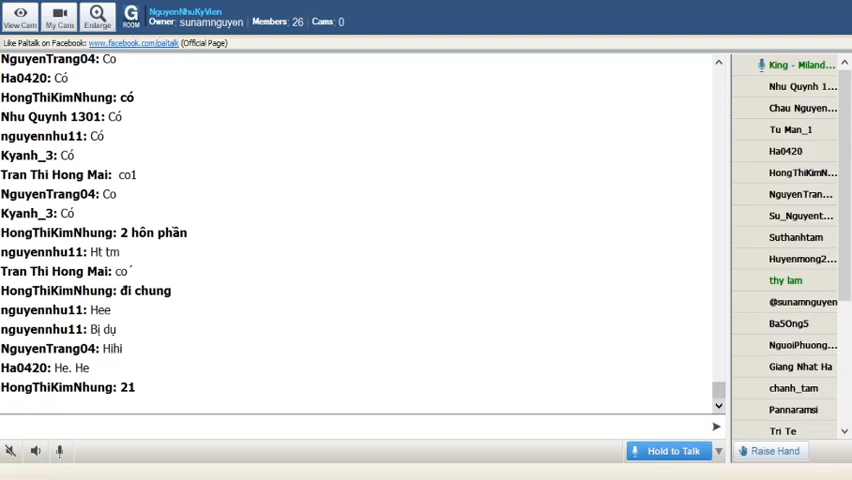 View Cam
My Cam
Enlarge
G
ROOM
NguyenNhuKyVien
Owner: sunamnguyen Members: 26 Cams: 0
Like Paltalk on Facebook: www.facebook.com/paltalk (Official Page)
NguyenTrang04: Co
Ha0420: Có
HongThiKimNhung: có
Nhu Quynh 1301: Có
nguyennhu11: Có
Kyanh_3: Có
Tran Thi Hong Mai: co1
NguyenTrang04: Co
Kyanh_3: Có
HongThiKimNhung: 2 hôn phần
nguyennhu11: Ht tm
Tran Thi Hong Mai: co´
HongThiKimNhung: đi chung
nguyennhu11: Hee
nguyennhu11: Bị dụ
NguyenTrang04: Hihi
Ha0420: He. He
HongThiKimNhung: 21
King - Miland...
Nhu Quynh 1...
Chau Nguyen...
Tu Man_1
Ha0420
HongThiKimN...
NguyenTran...
Su_Nguyent...
Suthanhtam
Huyenmong2...
thy lam
@sunamnguyen
Ba5Ong5
NguoiPhuong...
Giang Nhat Ha
chanh_tam
Pannaramsi
Tri Te
Hold to Talk
Raise Hand